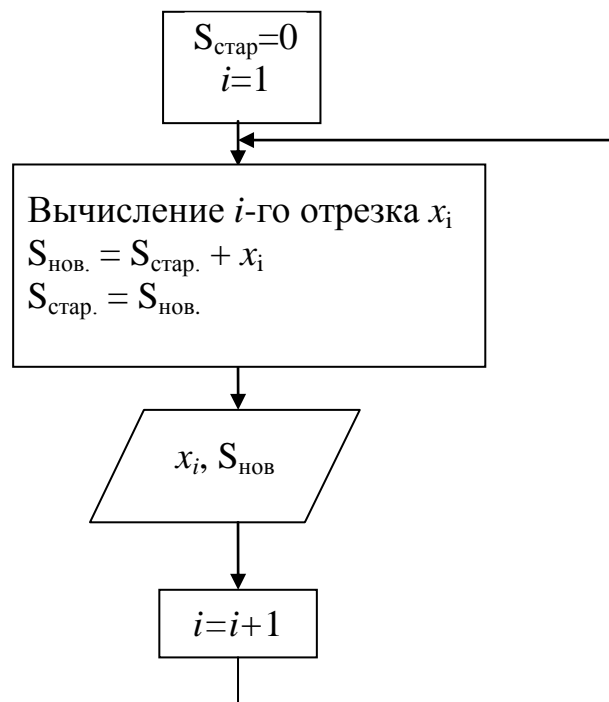 Sстар=0
i=1
Вычисление i-го отрезка xi
Sнов. = Sстар. + xi
Sстар. = Sнов.
xi, Sнов
i=i+1